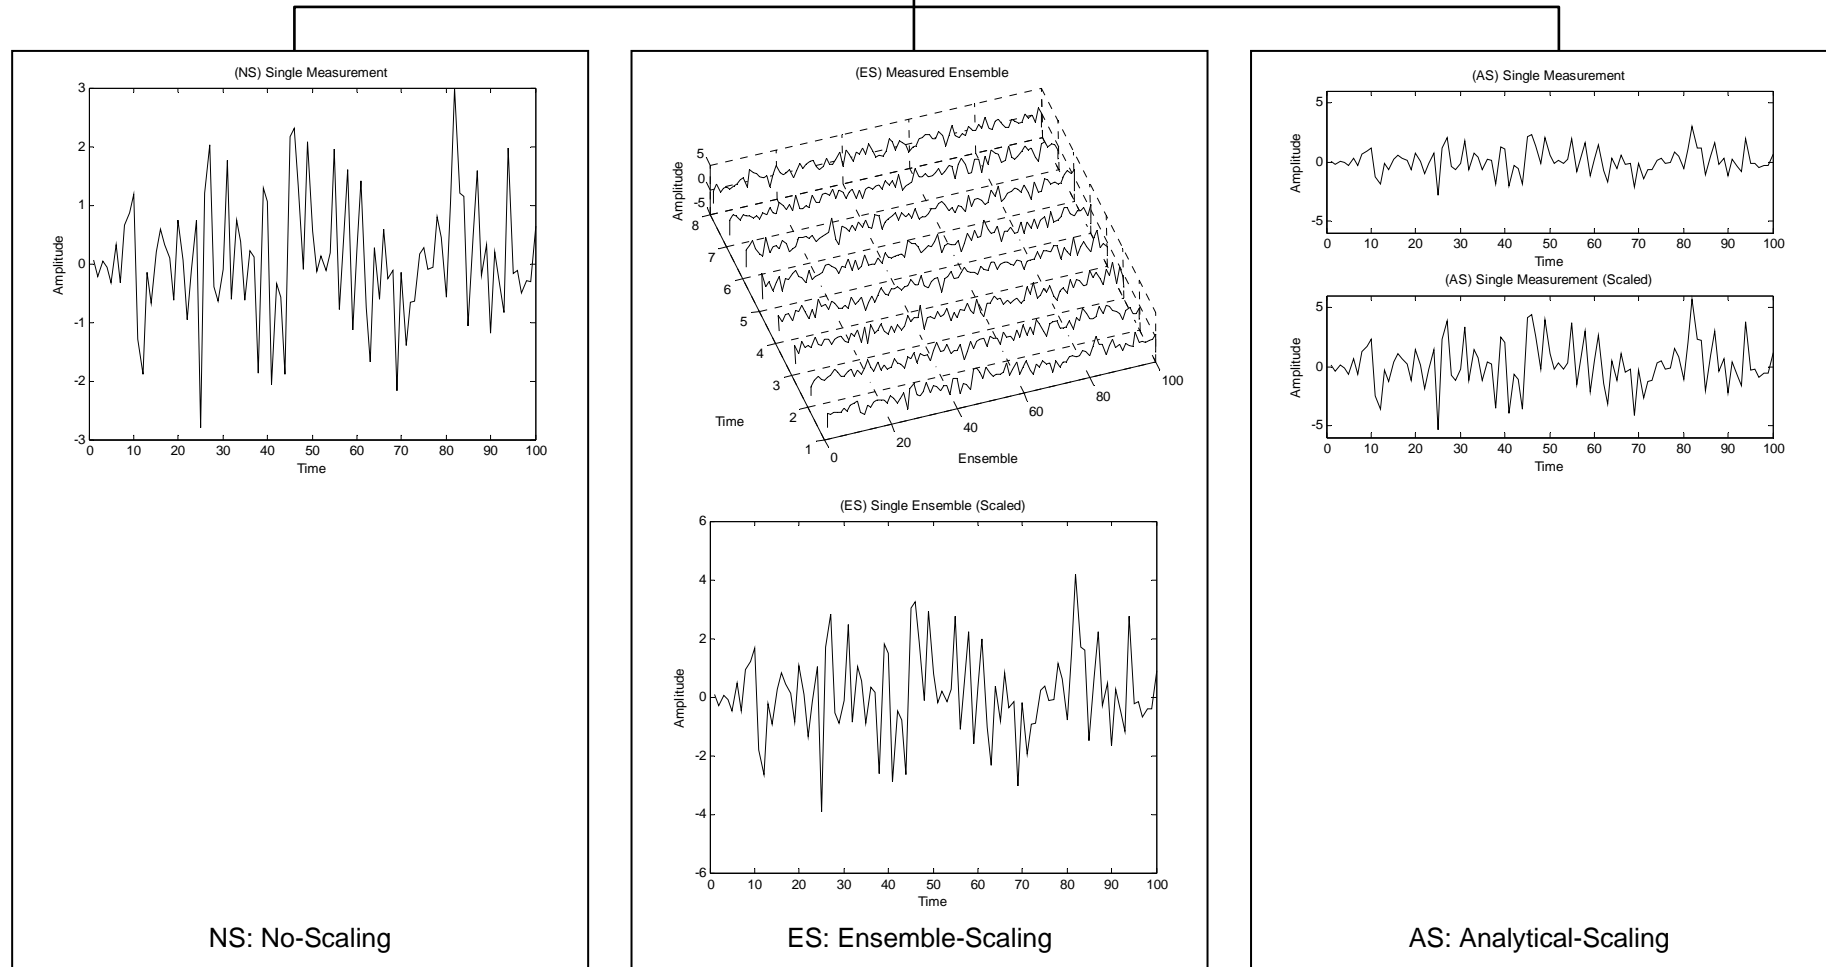 (NS) Single Measurement
3
2
1
0
-1
-2
-3
Amplitude
0 10 20 30 40 50 60 70 80 90 100
Time
NS: No-Scaling
(ES) Measured Ensemble
5
0
-5
Amplitude
8
7
6
5
4
3
2
1
Time
0
20
40
60
80
100
Ensemble
(ES) Single Ensemble (Scaled)
6
4
2
0
-2
-4
-6
Amplitude
0 10 20 30 40 50 60 70 80 90 100
Time
ES: Ensemble-Scaling
(AS) Single Measurement
5
0
-5
Amplitude
0 10 20 30 40 50 60 70 80 90 100
Time
(AS) Single Measurement (Scaled)
5
0
-5
Amplitude
0 10 20 30 40 50 60 70 80 90 100
Time
AS: Analytical-Scaling